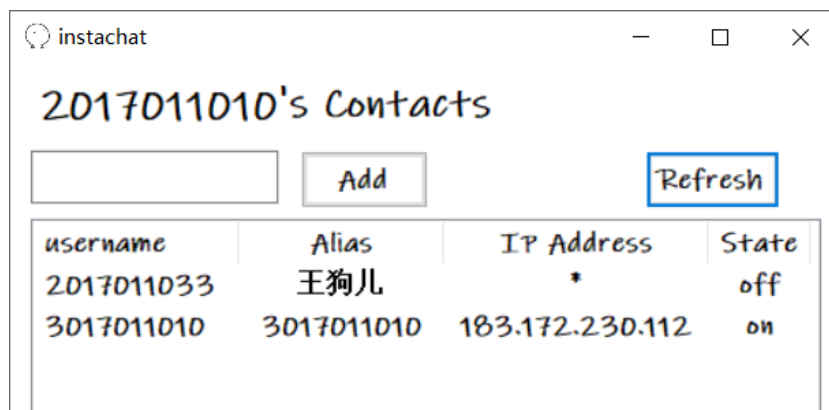 instachat
2017011010's Contacts
Add Refresh
username Alias IP Address State
2017011033 王狗儿 * off
3017011010 3017011010 183.172.230.112 on